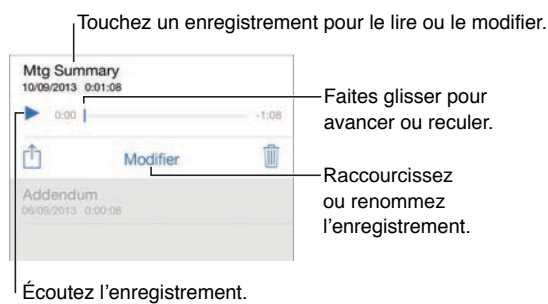 Touchez un enregistrement pour le lire ou le modifier.
Mtg Summary
10/09/2013 0:01:08
0:00 -1:08
Faites glisser pour
avancer ou reculer.
Modifier
Raccourcissez
ou renommez
l'enregistrement.
Addendum
06/09/2013 0:00:08
Écoutez l'enregistrement.